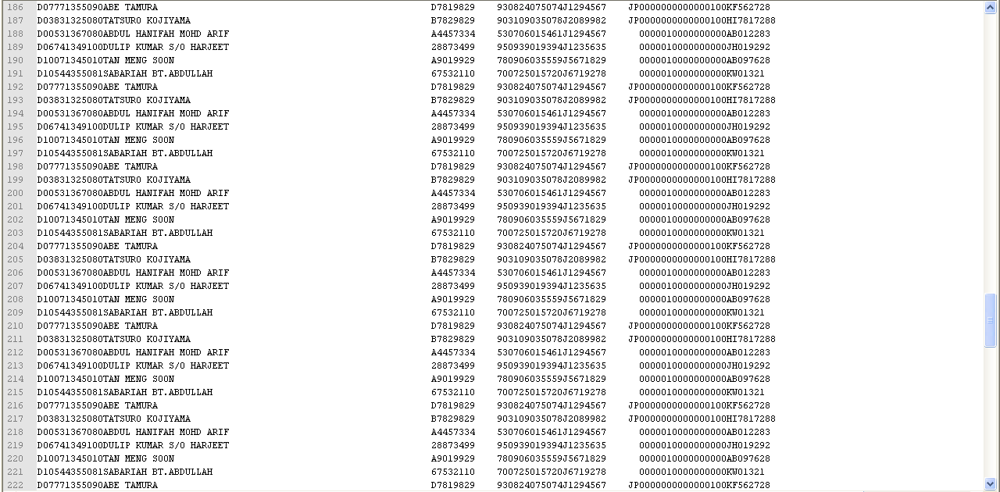 186 D07771355090ABE TAMURA D7819829 930824075074J1294567 JP0000000000000100KF562728
187 D03831325080TATSURO KOJIYAMA B7829829 903109035078J2089982 JP0000000000000100HI562728
188 D00531367080ABDUL HANIFAH MOHD ARIF A4457334 530706015461J1294567 0000010000000000AB012283
189 D06741349100DULIP KUMAR S/O HARJEET 28873499 950939019394J1235635 0000010000000000JH019292
190 D10071345010TAN MENG SOON A9019929 780906035559J5671829 0000010000000000AB097628
191 D10544355081SABARIAH BT.ABDULLAH 67532110 700725015720J6719278 0000010000000000KW01321
192 D07771355090ABE TAMURA D7819829 930824075074J1294567 JP0000000000000100KF562728
193 D03831325080TATSURO KOJIYAMA B7829829 903109035078J2089982 JP0000000000000100HI7817288
194 D00531367080ABDUL HANIFAH MOHD ARIF A4457334 530706015461J1294567 0000010000000000AB012283
195 D06741349100DULIP KUMAR S/O HARJEET 28873499 950939019394J1235635 0000010000000000JH019292
196 D10071345010TAN MENG SOON A9019929 780906035559J5671829 0000010000000000AB097628
197 D10544355081SABARIAH BT.ABDULLAH 67532110 700725015720J6719278 0000010000000000KW01321
198 D07771355090ABE TAMURA D7819829 930824075074J1294567 JP0000000000000100KF562728
199 D03831325080TATSURO KOJIYAMA B7829829 903109035078J2089982 JP0000000000000100HI7817288
200 D00531367080ABDUL HANIFAH MOHD ARIF A4457334 530706015461J1294567 0000010000000000AB012283
201 D06741349100DULIP KUMAR S/O HARJEET 28873499 950939019394J1235635 0000010000000000JH019292
202 D10071345010TAN MENG SOON A9019929 780906035559J5671829 0000010000000000AB097628
203 D10544355081SABARIAH BT.ABDULLAH 67532110 700725015720J6719278 0000010000000000KW01321
204 D07771355090ABE TAMURA D7819829 930824075074J1294567 JP0000000000000100KF562728
205 D03831325080TATSURO KOJIYAMA B7829829 903109035078J2089982 JP0000000000000100HI7817288
206 D00531367080ABDUL HANIFAH MOHD ARIF A4457334 530706015461J1294567 0000010000000000AB012283
207 D06741349100DULIP KUMAR S/O HARJEET 28873499 950939019394J1235635 0000010000000000JH019292
208 D10071345010TAN MENG SOON A9019929 780906035559J5671829 0000010000000000AB097628
209 D10544355081SABARIAH BT.ABDULLAH 67532110 700725015720J6719278 0000010000000000KW01321
210 D07771355090ABE TAMURA D7819829 930824075074J1294567 JP0000000000000100KF562728
211 D03831325080TATSURO KOJIYAMA B7829829 903109035078J2089982 JP0000000000000100HI7817288
212 D00531367080ABDUL HANIFAH MOHD ARIF A4457334 530706015461J1294567 0000010000000000AB012283
213 D06741349100DULIP KUMAR S/O HARJEET 28873499 950939019394J1235635 0000010000000000JH019292
214 D10071345010TAN MENG SOON A9019929 780906035559J5671829 0000010000000000AB097628
215 D10544355081SABARIAH BT.ABDULLAH 67532110 700725015720J6719278 0000010000000000KW01321
216 D07771355090ABE TAMURA D7819829 930824075074J1294567 JP0000000000000100KF562728
217 D03831325080TATSURO KOJIYAMA B7829829 903109035078J2089982 JP0000000000000100HI7817288
218 D00531367080ABDUL HANIFAH MOHD ARIF A4457334 530706015461J1294567 0000010000000000AB012283
219 D06741349100DULIP KUMAR S/O HARJEET 28873499 950939019394J1235635 0000010000000000JH019292
220 D10071345010TAN MENG SOON A9019929 780906035559J5671829 0000010000000000AB097628
221 D10544355081SABARIAH BT.ABDULLAH 67532110 700725015720J6719278 0000010000000000KW01321
222 D07771355090ABE TAMURA D7819829 930824075074J1294567 JP0000000000000100KF562728